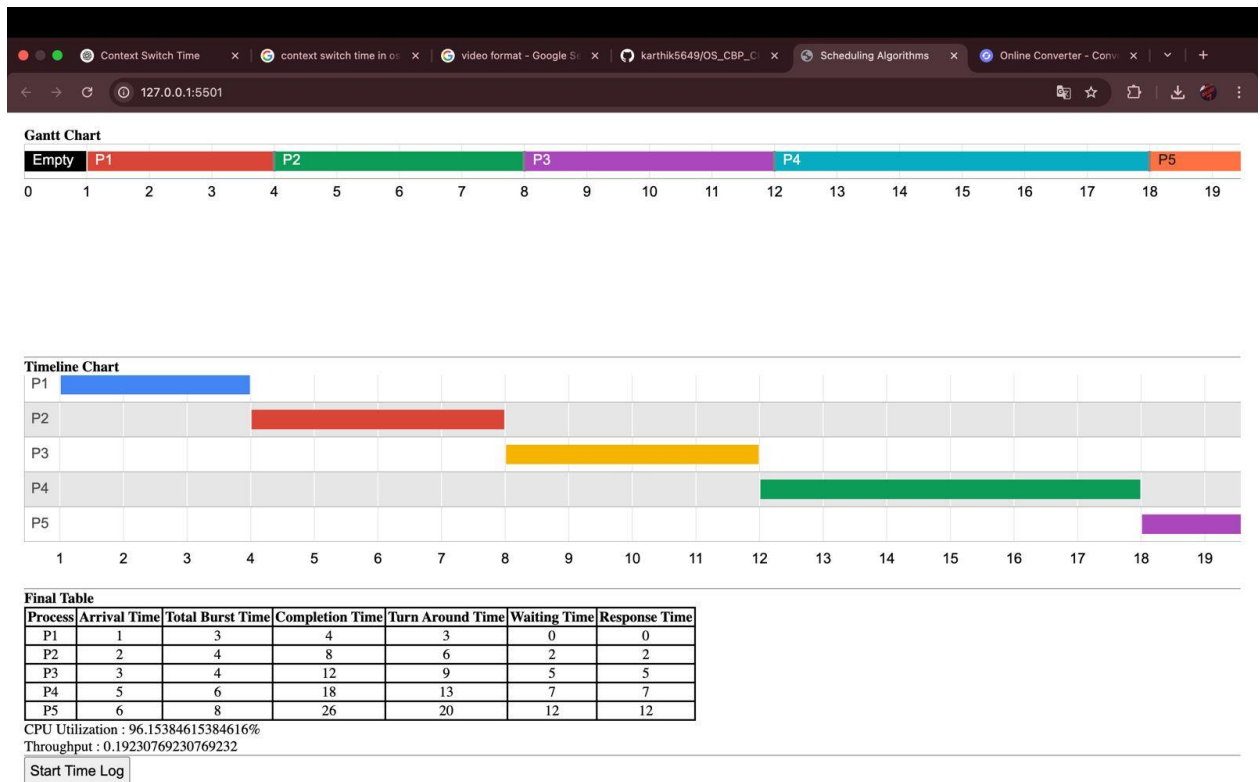 Context Switch Time
context switch time in os
video format - Google Se
karthik5649/OS_CBP_C
Scheduling Algorithms
Online Converter - Conv
127.0.0.1:5501
Gantt Chart
Empty P1 P2 P3 P4 P5
0 1 2 3 4 5 6 7 8 9 10 11 12 13 14 15 16 17 18 19
Timeline Chart
P1
P2
P3
P4
P5
1 2 3 4 5 6 7 8 9 10 11 12 13 14 15 16 17 18 19
Final Table
Process Arrival Time Total Burst Time Completion Time Turn Around Time Waiting Time Response Time
P1 1 3 4 3 0 0
P2 2 4 8 6 2 2
P3 3 4 12 9 5 5
P4 5 6 18 13 7 7
P5 6 8 26 20 12 12
CPU Utilization : 96.15384615384616%
Throughput : 0.19230769230769232
Start Time Log